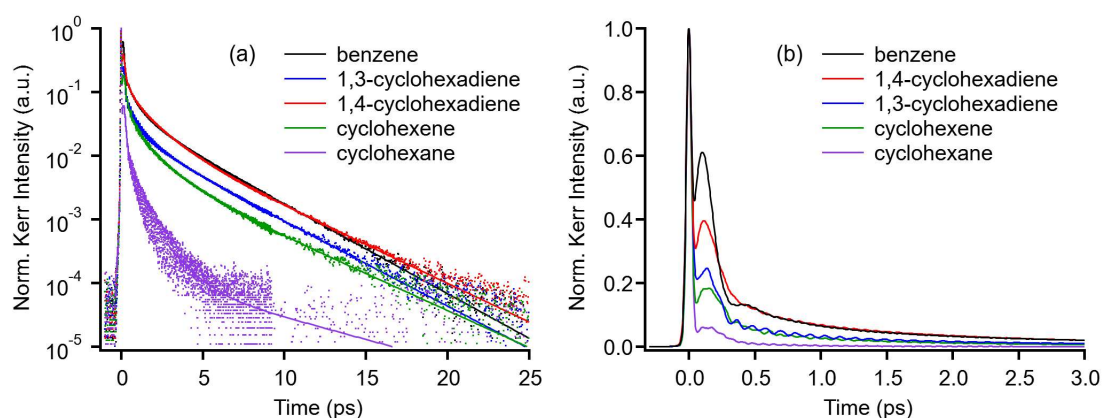 (a)
benzene
1,3-cyclohexadiene
1,4-cyclohexadiene
cyclohexene
cyclohexane
Norm. Kerr Intensity (a.u.)
10^0
10^-1
10^-2
10^-3
10^-4
10^-5
0 5 10 15 20 25
Time (ps)
(b)
benzene
1,4-cyclohexadiene
1,3-cyclohexadiene
cyclohexene
cyclohexane
Norm. Kerr Intensity (a.u.)
1.0
0.8
0.6
0.4
0.2
0.0
0.0 0.5 1.0 1.5 2.0 2.5 3.0
Time (ps)